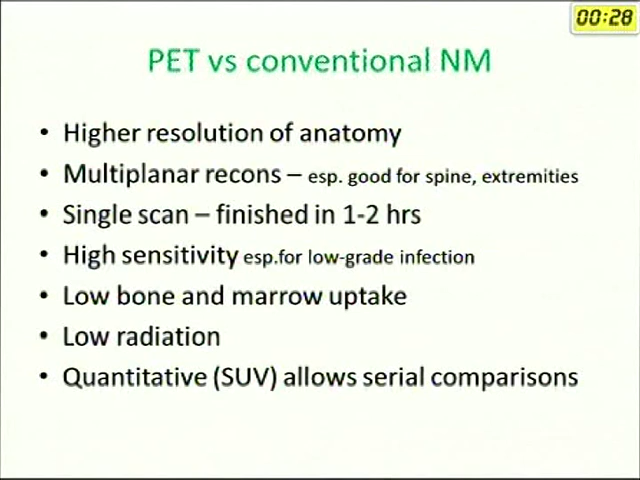 00:28
PET vs conventional NM
• Higher resolution of anatomy
• Multiplanar recons – esp. good for spine, extremities
• Single scan – finished in 1-2 hrs
• High sensitivity esp.for low-grade infection
• Low bone and marrow uptake
• Low radiation
• Quantitative (SUV) allows serial comparisons